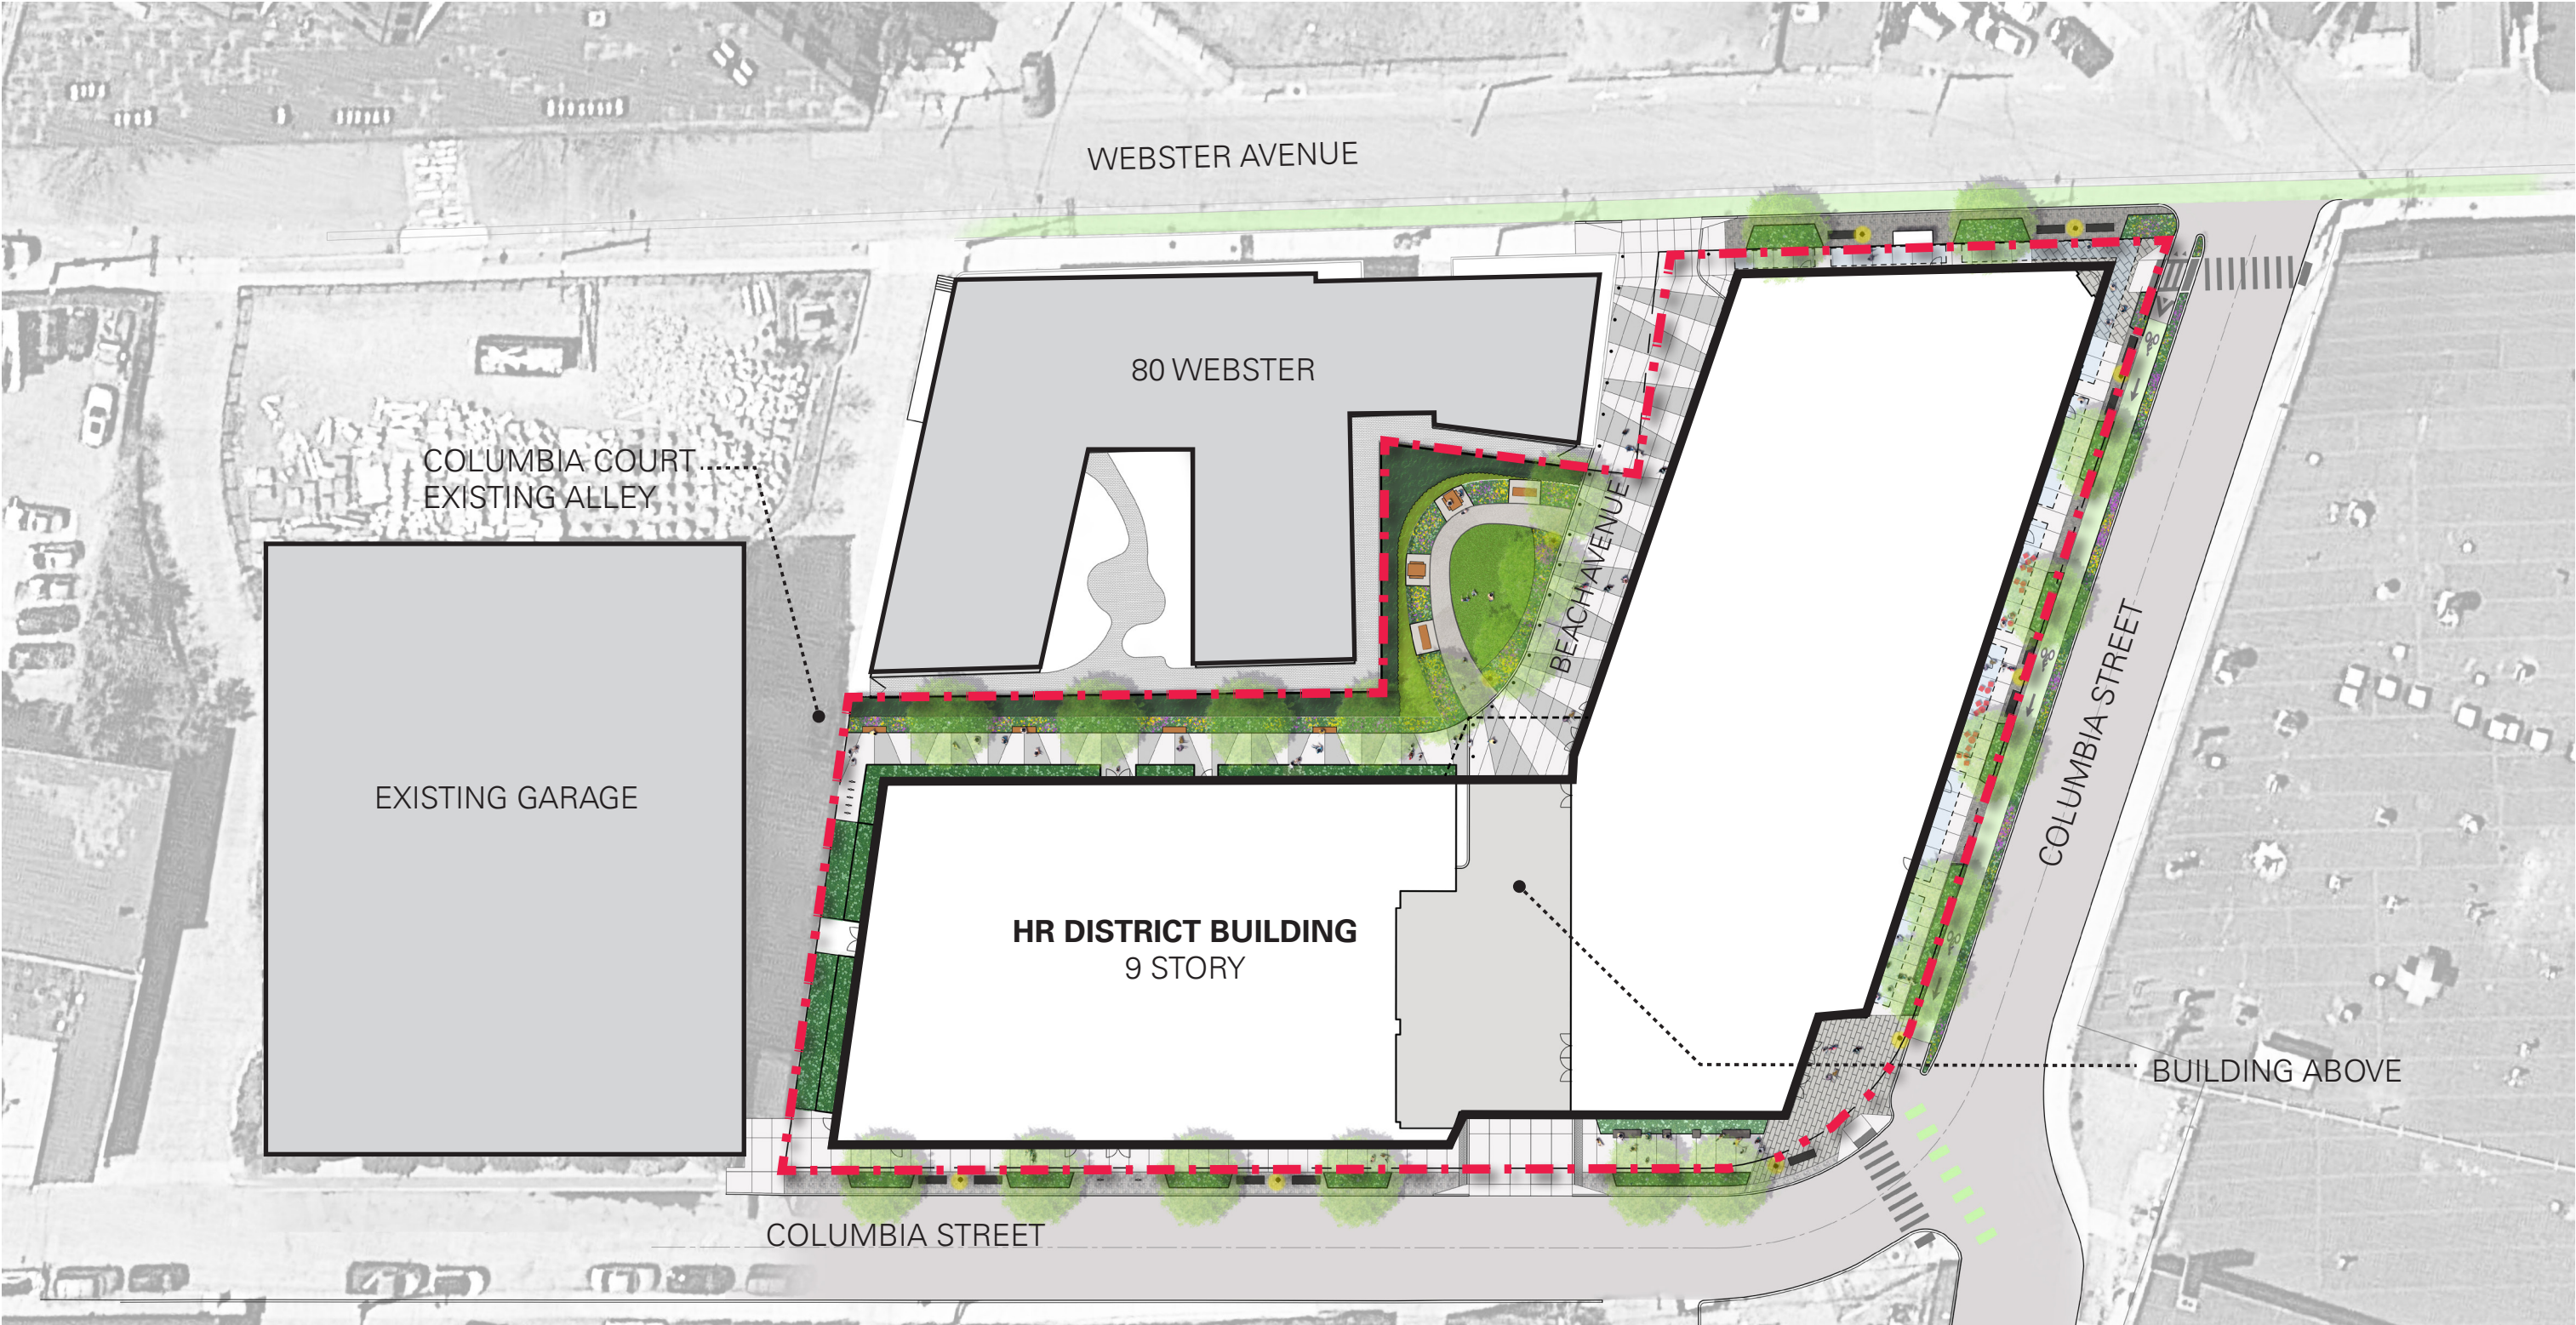 WEBSTER AVENUE
80 WEBSTER
COLUMBIA COURT
EXISTING ALLEY
BEACH AVENUE
COLUMBIA STREET
EXISTING GARAGE
HR DISTRICT BUILDING
9 STORY
BUILDING ABOVE
COLUMBIA STREET